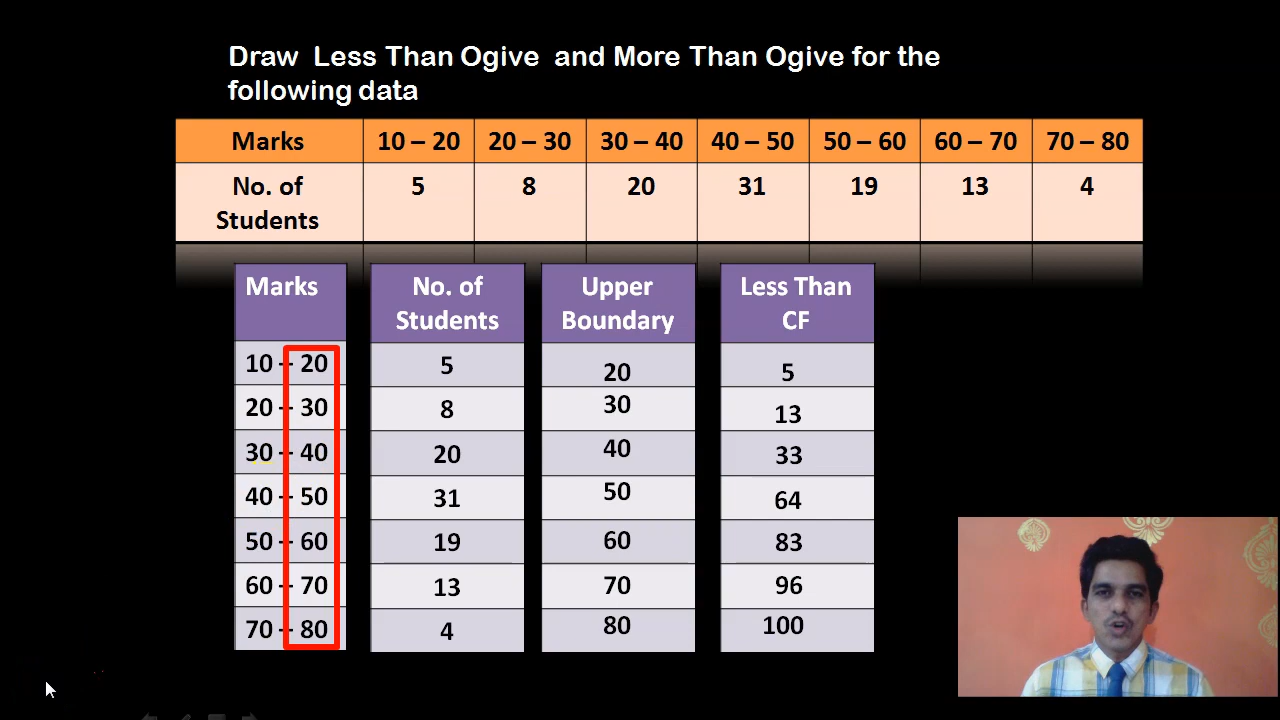 Draw Less Than Ogive and More Than Ogive for the
following data
Marks 10 – 20 20 – 30 30 – 40 40 – 50 50 – 60 60 – 70 70 – 80
No. of Students 5 8 20 31 19 13 4
Marks No. of Students Upper Boundary Less Than CF
10 – 20 5 20 5
20 – 30 8 30 13
30 – 40 20 40 33
40 – 50 31 50 64
50 – 60 19 60 83
60 – 70 13 70 96
70 – 80 4 80 100